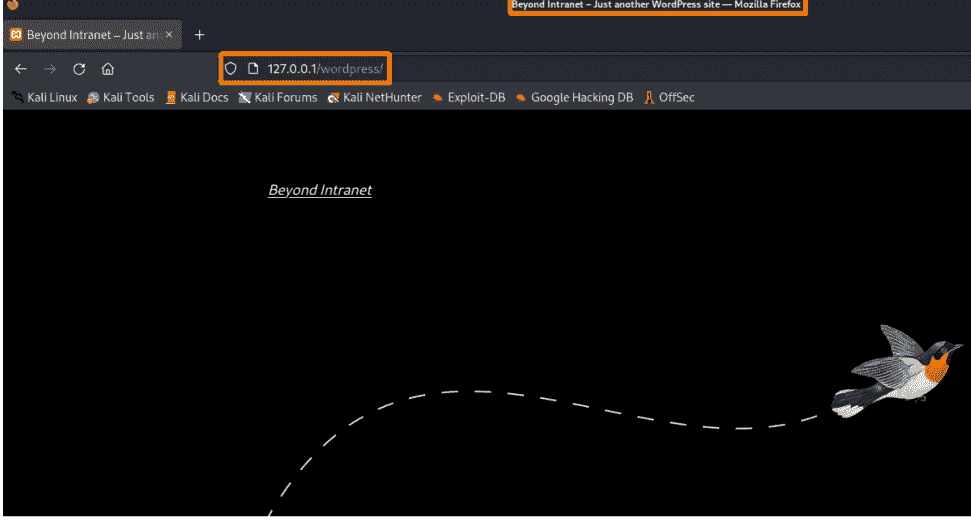 Beyond Intranet – Just another WordPress site — Mozilla Firefox
Beyond Intranet – Just an
127.0.0.1/wordpress/
Kali Linux Kali Tools Kali Docs Kali Forums Kali NetHunter Exploit-DB Google Hacking DB OffSec
Beyond Intranet